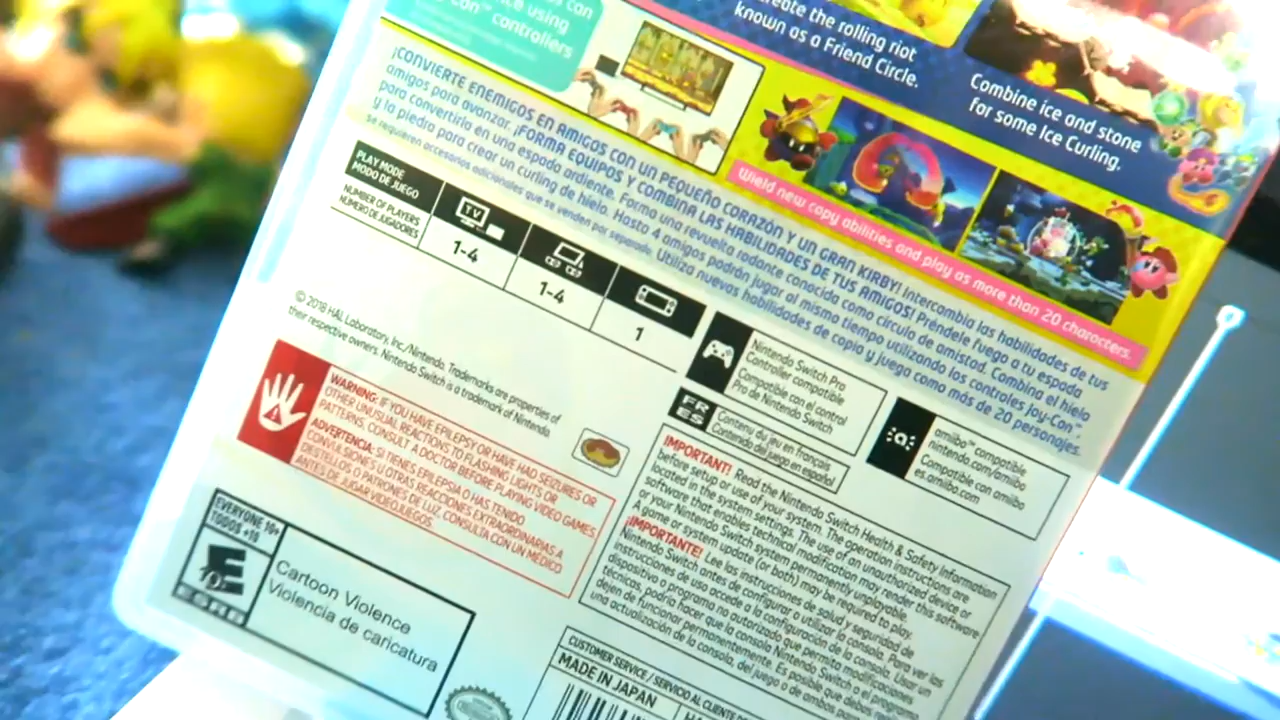 can
ce using
Con™ controllers
create the rolling riot
known as a Friend Circle.
Combine ice and stone
for some Ice Curling.
Wield new copy abilities and play as more than 20 characters.
¡CONVIERTE ENEMIGOS EN AMIGOS CON UN PEQUEÑO CORAZÓN Y UN GRAN KIRBY! Intercambia las habilidades de tus
amigos para avanzar. ¡FORMA EQUIPOS Y COMBINA LAS HABILIDADES DE TUS AMIGOS! Préndele fuego a tu espada
para convertirla en una espada ardiente. Forma una revuelta rodante conocida como círculo de amistad. Combina el hielo
y la piedra para crear un curling de hielo. Hasta 4 amigos podrán jugar al mismo tiempo utilizando los controles Joy-Con™,
se requieren accesorios adicionales que se venden por separado. Utiliza nuevas habilidades de copia y juega como más de 20 personajes.
PLAY MODE
MODO DE JUEGO
TV
NUMBER OF PLAYERS
NÚMERO DE JUGADORES
1-4
1-4
1
Nintendo Switch Pro
Controller compatible
Compatible con el control
Pro de Nintendo Switch
FR
ES
Contenu du jeu en français
Contenido del juego en español
amiibo™ compatible
nintendo.com/amiibo
Compatible con amiibo
es.amiibo.com
© 2018 HAL Laboratory, Inc./Nintendo. Trademarks are properties of
their respective owners. Nintendo Switch is a trademark of Nintendo.
WARNING: IF YOU HAVE EPILEPSY OR HAVE HAD SEIZURES OR
OTHER UNUSUAL REACTIONS TO FLASHING LIGHTS OR
PATTERNS, CONSULT A DOCTOR BEFORE PLAYING VIDEO GAMES.
ADVERTENCIA: SI TIENES EPILEPSIA O HAS TENIDO
CONVULSIONES U OTRAS REACCIONES EXTRAORDINARIAS A
DESTELLOS O PATRONES DE LUZ, CONSULTA CON UN MÉDICO
ANTES DE JUGAR VIDEOJUEGOS.
IMPORTANT! Read the Nintendo Switch Health & Safety Information
before setup or use of your system. The operation instructions are
located in the system settings. The use of an unauthorized device or
software that enables technical modification may render this software
or your Nintendo Switch system permanently unplayable.
A game or system update (or both) may be required to play.
¡IMPORTANTE! Lee las instrucciones de salud y seguridad de
Nintendo Switch antes de configurar o utilizar la consola. Para ver las
instrucciones de uso accede a la configuración de la consola. Usar un
dispositivo o programa no autorizado que permita modificaciones
técnicas, podría hacer que la consola Nintendo Switch o el programa
dejen de funcionar permanentemente. Es posible que debas
una actualización de la consola, del juego o de ambos para
EVERYONE 10+
TODOS +10
E
10+
ESRB
Cartoon Violence
Violencia de caricatura
CUSTOMER SERVICE / SERVICIO AL CLIENTE
MADE IN JAPAN